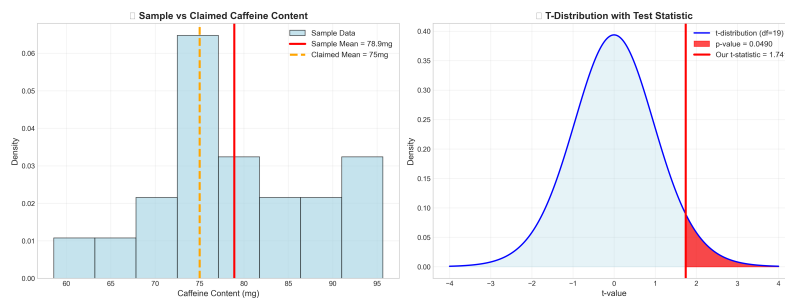 Sample vs Claimed Caffeine Content
Sample Data
Sample Mean = 78.9mg
Claimed Mean = 75mg
0.06
0.05
0.04
0.03
0.02
0.01
0.00
Density
60 65 70 75 80 85 90 95
Caffeine Content (mg)
T-Distribution with Test Statistic
t-distribution (df=19)
p-value = 0.0490
Our t-statistic = 1.74
0.40
0.35
0.30
0.25
0.20
0.15
0.10
0.05
0.00
Density
−4 −3 −2 −1 0 1 2 3 4
t-value